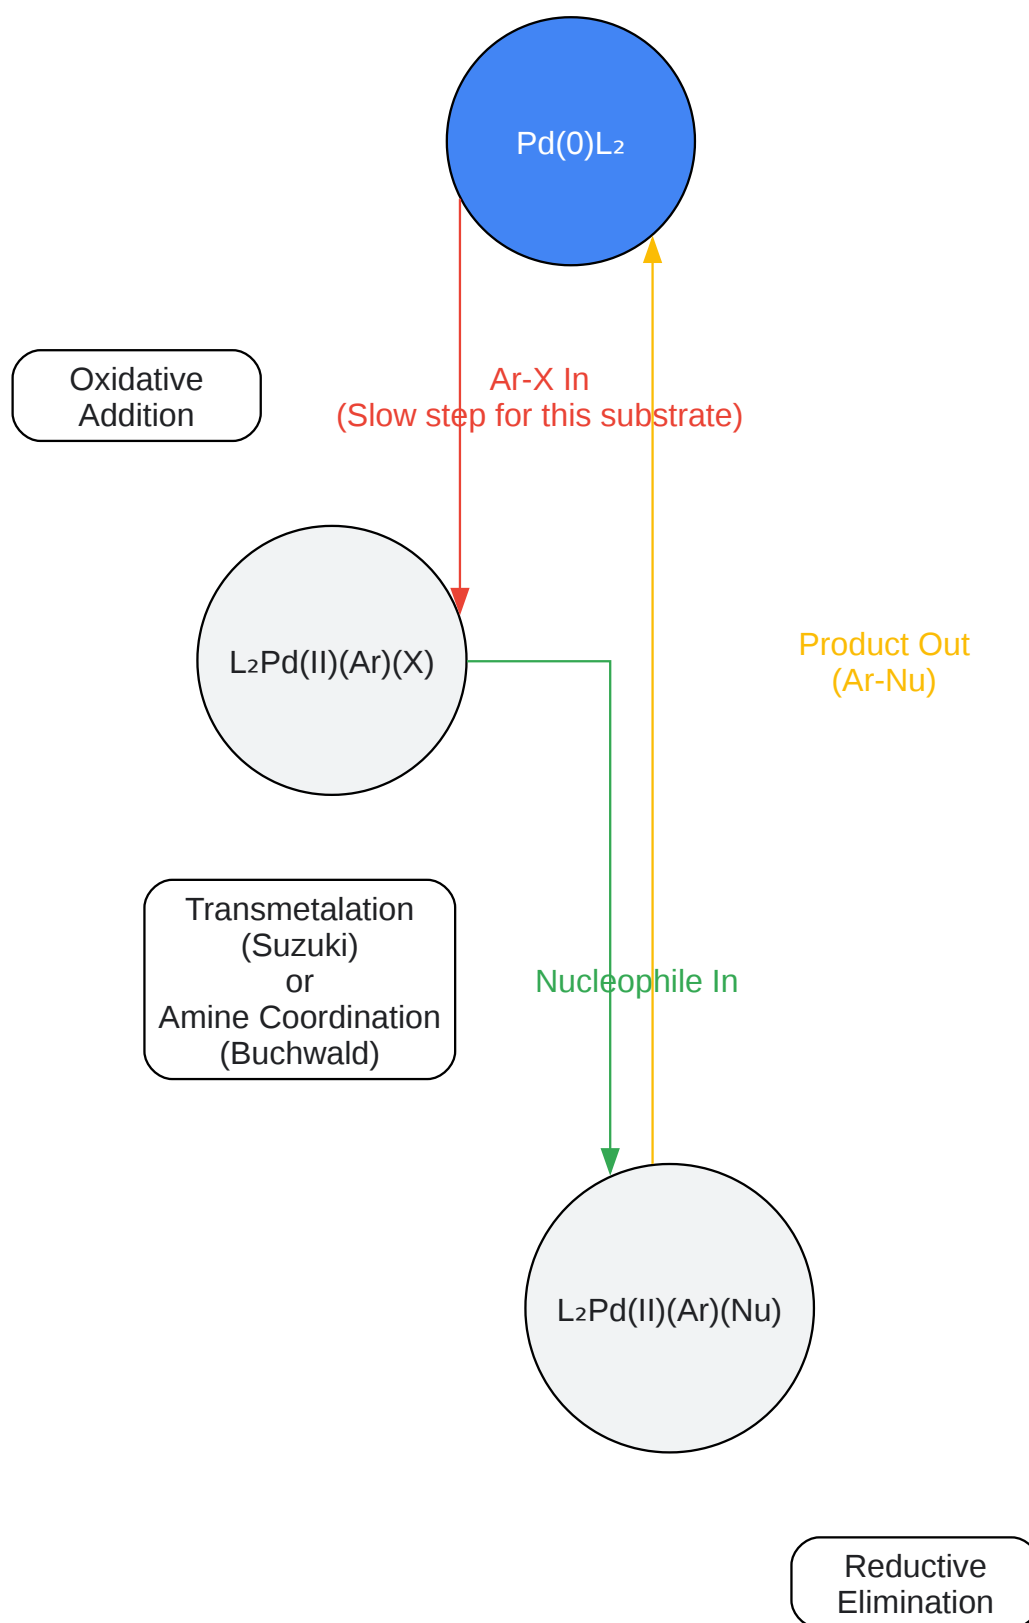 Pd(0)L₂
Oxidative
Addition
Ar-X In
(Slow step for this substrate)
L₂Pd(II)(Ar)(X)
Product Out
(Ar-Nu)
Transmetalation
(Suzuki)
or
Amine Coordination
(Buchwald)
Nucleophile In
L₂Pd(II)(Ar)(Nu)
Reductive
Elimination